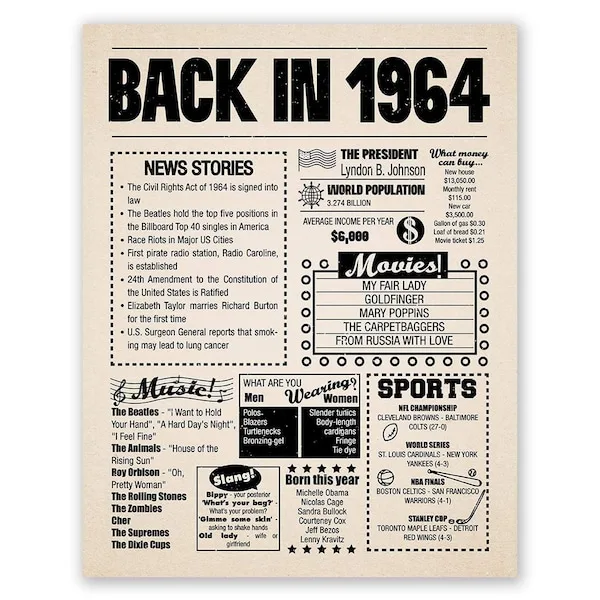 BACK IN 1964
NEWS STORIES
• The Civil Rights Act of 1964 is signed into
law
• The Beatles hold the top five positions in
the Billboard Top 40 singles in America
• Race Riots in Major US Cities
• First pirate radio station, Radio Caroline,
is established
• 24th Amendment to the Constitution of
the United States is Ratified
• Elizabeth Taylor marries Richard Burton
for the first time
• U.S. Surgeon General reports that smok-
ing may lead to lung cancer
THE PRESIDENT
Lyndon B. Johnson
WORLD POPULATION
3.274 BILLION
AVERAGE INCOME PER YEAR
$6,000
$
What money
can buy...
New house
$13,050.00
Monthly rent
$115.00
New car
$3,500.00
Gallon of gas $0.30
Loaf of bread $0.21
Movie ticket $1.25
Movies!
MY FAIR LADY
GOLDFINGER
MARY POPPINS
THE CARPETBAGGERS
FROM RUSSIA WITH LOVE
Music!
The Beatles - "I Want to Hold
Your Hand", "A Hard Day's Night",
"I Feel Fine"
The Animals - "House of the
Rising Sun"
Roy Orbison - "Oh,
Pretty Woman"
The Rolling Stones
The Zombies
Cher
The Supremes
The Dixie Cups
WHAT ARE YOU
Wearing?
Men
Polos-
Blazers
Turtlenecks
Bronzing-gel
Women
Slender tunics
Body-length
cardigans
Fringe
Tie dye
Slang!
Bippy - your posterior
'What's your bag?' -
What's your problem?
'Gimme some skin' -
asking to shake hands
Old lady - wife or
girlfriend
Born this year
Michelle Obama
Nicolas Cage
Sandra Bullock
Courteney Cox
Jeff Bezos
Lenny Kravitz
SPORTS
NFL CHAMPIONSHIP
CLEVELAND BROWNS - BALTIMORE
COLTS (27-0)
WORLD SERIES
ST. LOUIS CARDINALS - NEW YORK
YANKEES (4-3)
NBA FINALS
BOSTON CELTICS - SAN FRANCISCO
WARRIORS (4-1)
STANLEY CUP
TORONTO MAPLE LEAFS - DETROIT
RED WINGS (4-3)